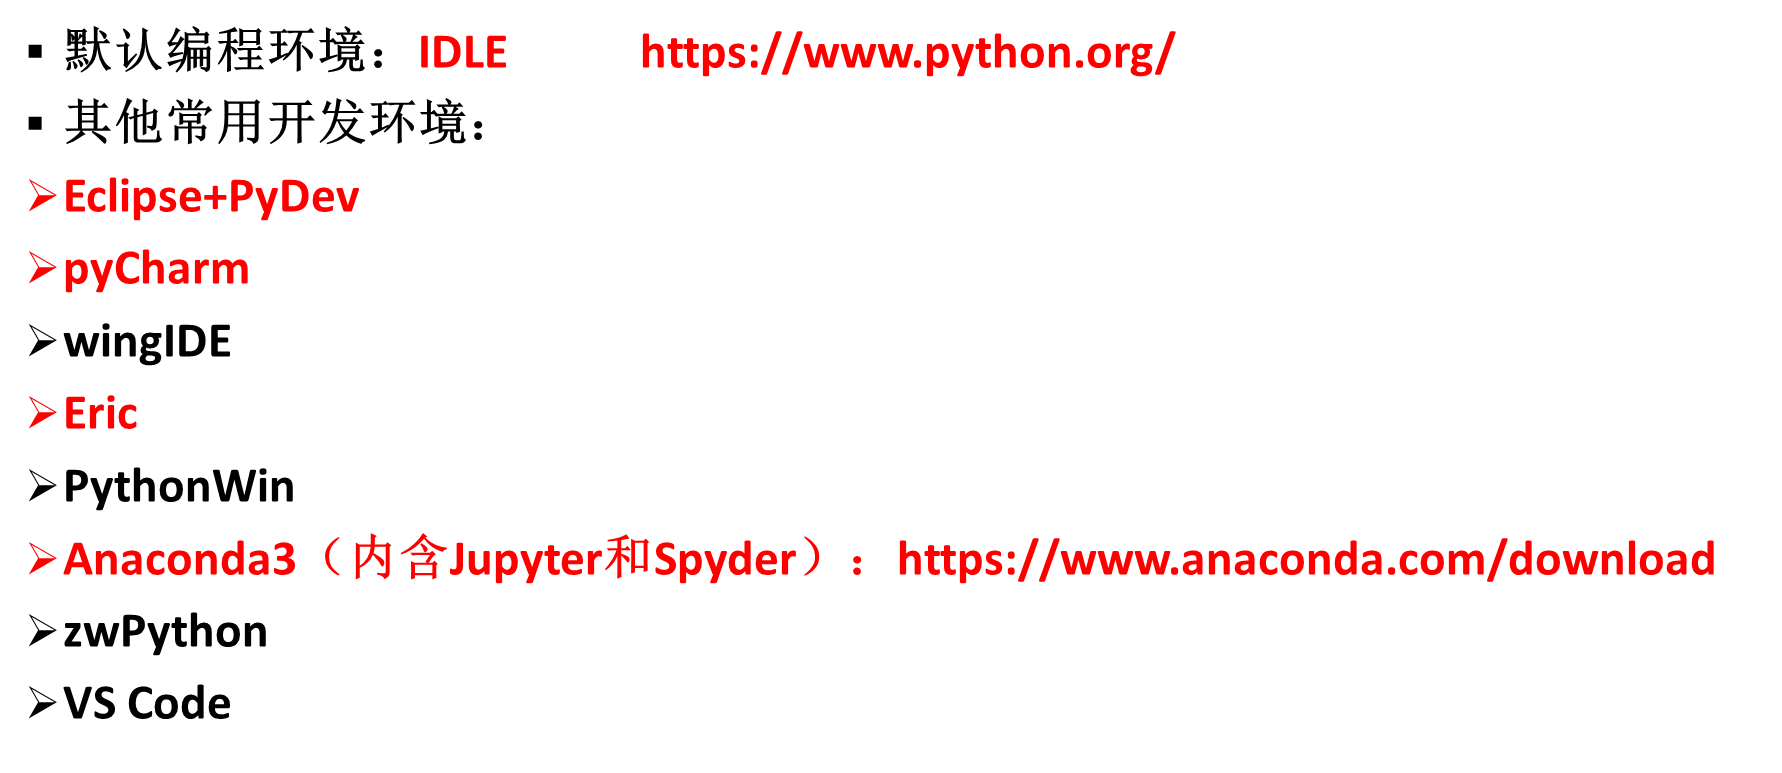 ▪ 默认编程环境：IDLE https://www.python.org/
▪ 其他常用开发环境：
➢Eclipse+PyDev
➢pyCharm
➢wingIDE
➢Eric
➢PythonWin
➢Anaconda3（内含Jupyter和Spyder）：https://www.anaconda.com/download
➢zwPython
➢VS Code